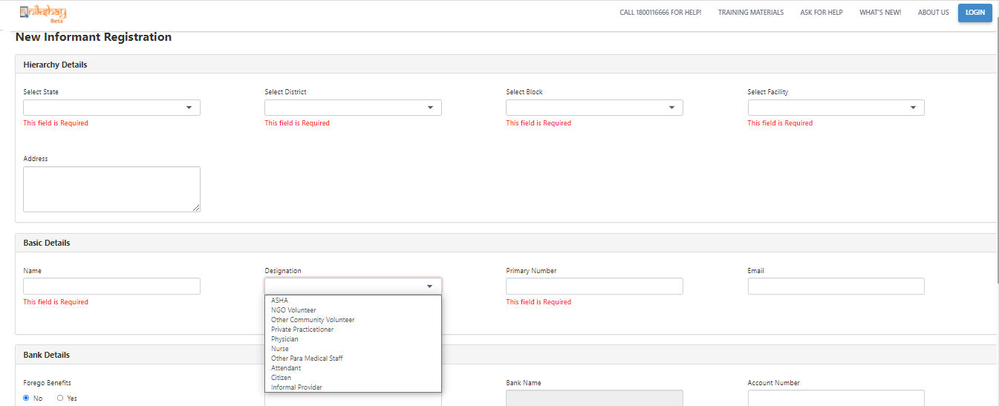 nikshay
Beta
CALL 1800116666 FOR HELP! TRAINING MATERIALS ASK FOR HELP WHAT'S NEW! ABOUT US LOGIN
New Informant Registration
Hierarchy Details
Select State Select District Select Block Select Facility
This field is Required This field is Required This field is Required This field is Required
Address
Basic Details
Name Designation Primary Number Email
This field is Required This field is Required
ASHA
NGO Volunteer
Other Community Volunteer
Private Practicetioner
Physician
Nurse
Other Para Medical Staff
Attendant
Citizen
Informal Provider
Bank Details
Forego Benefits Bank Name Account Number
No Yes